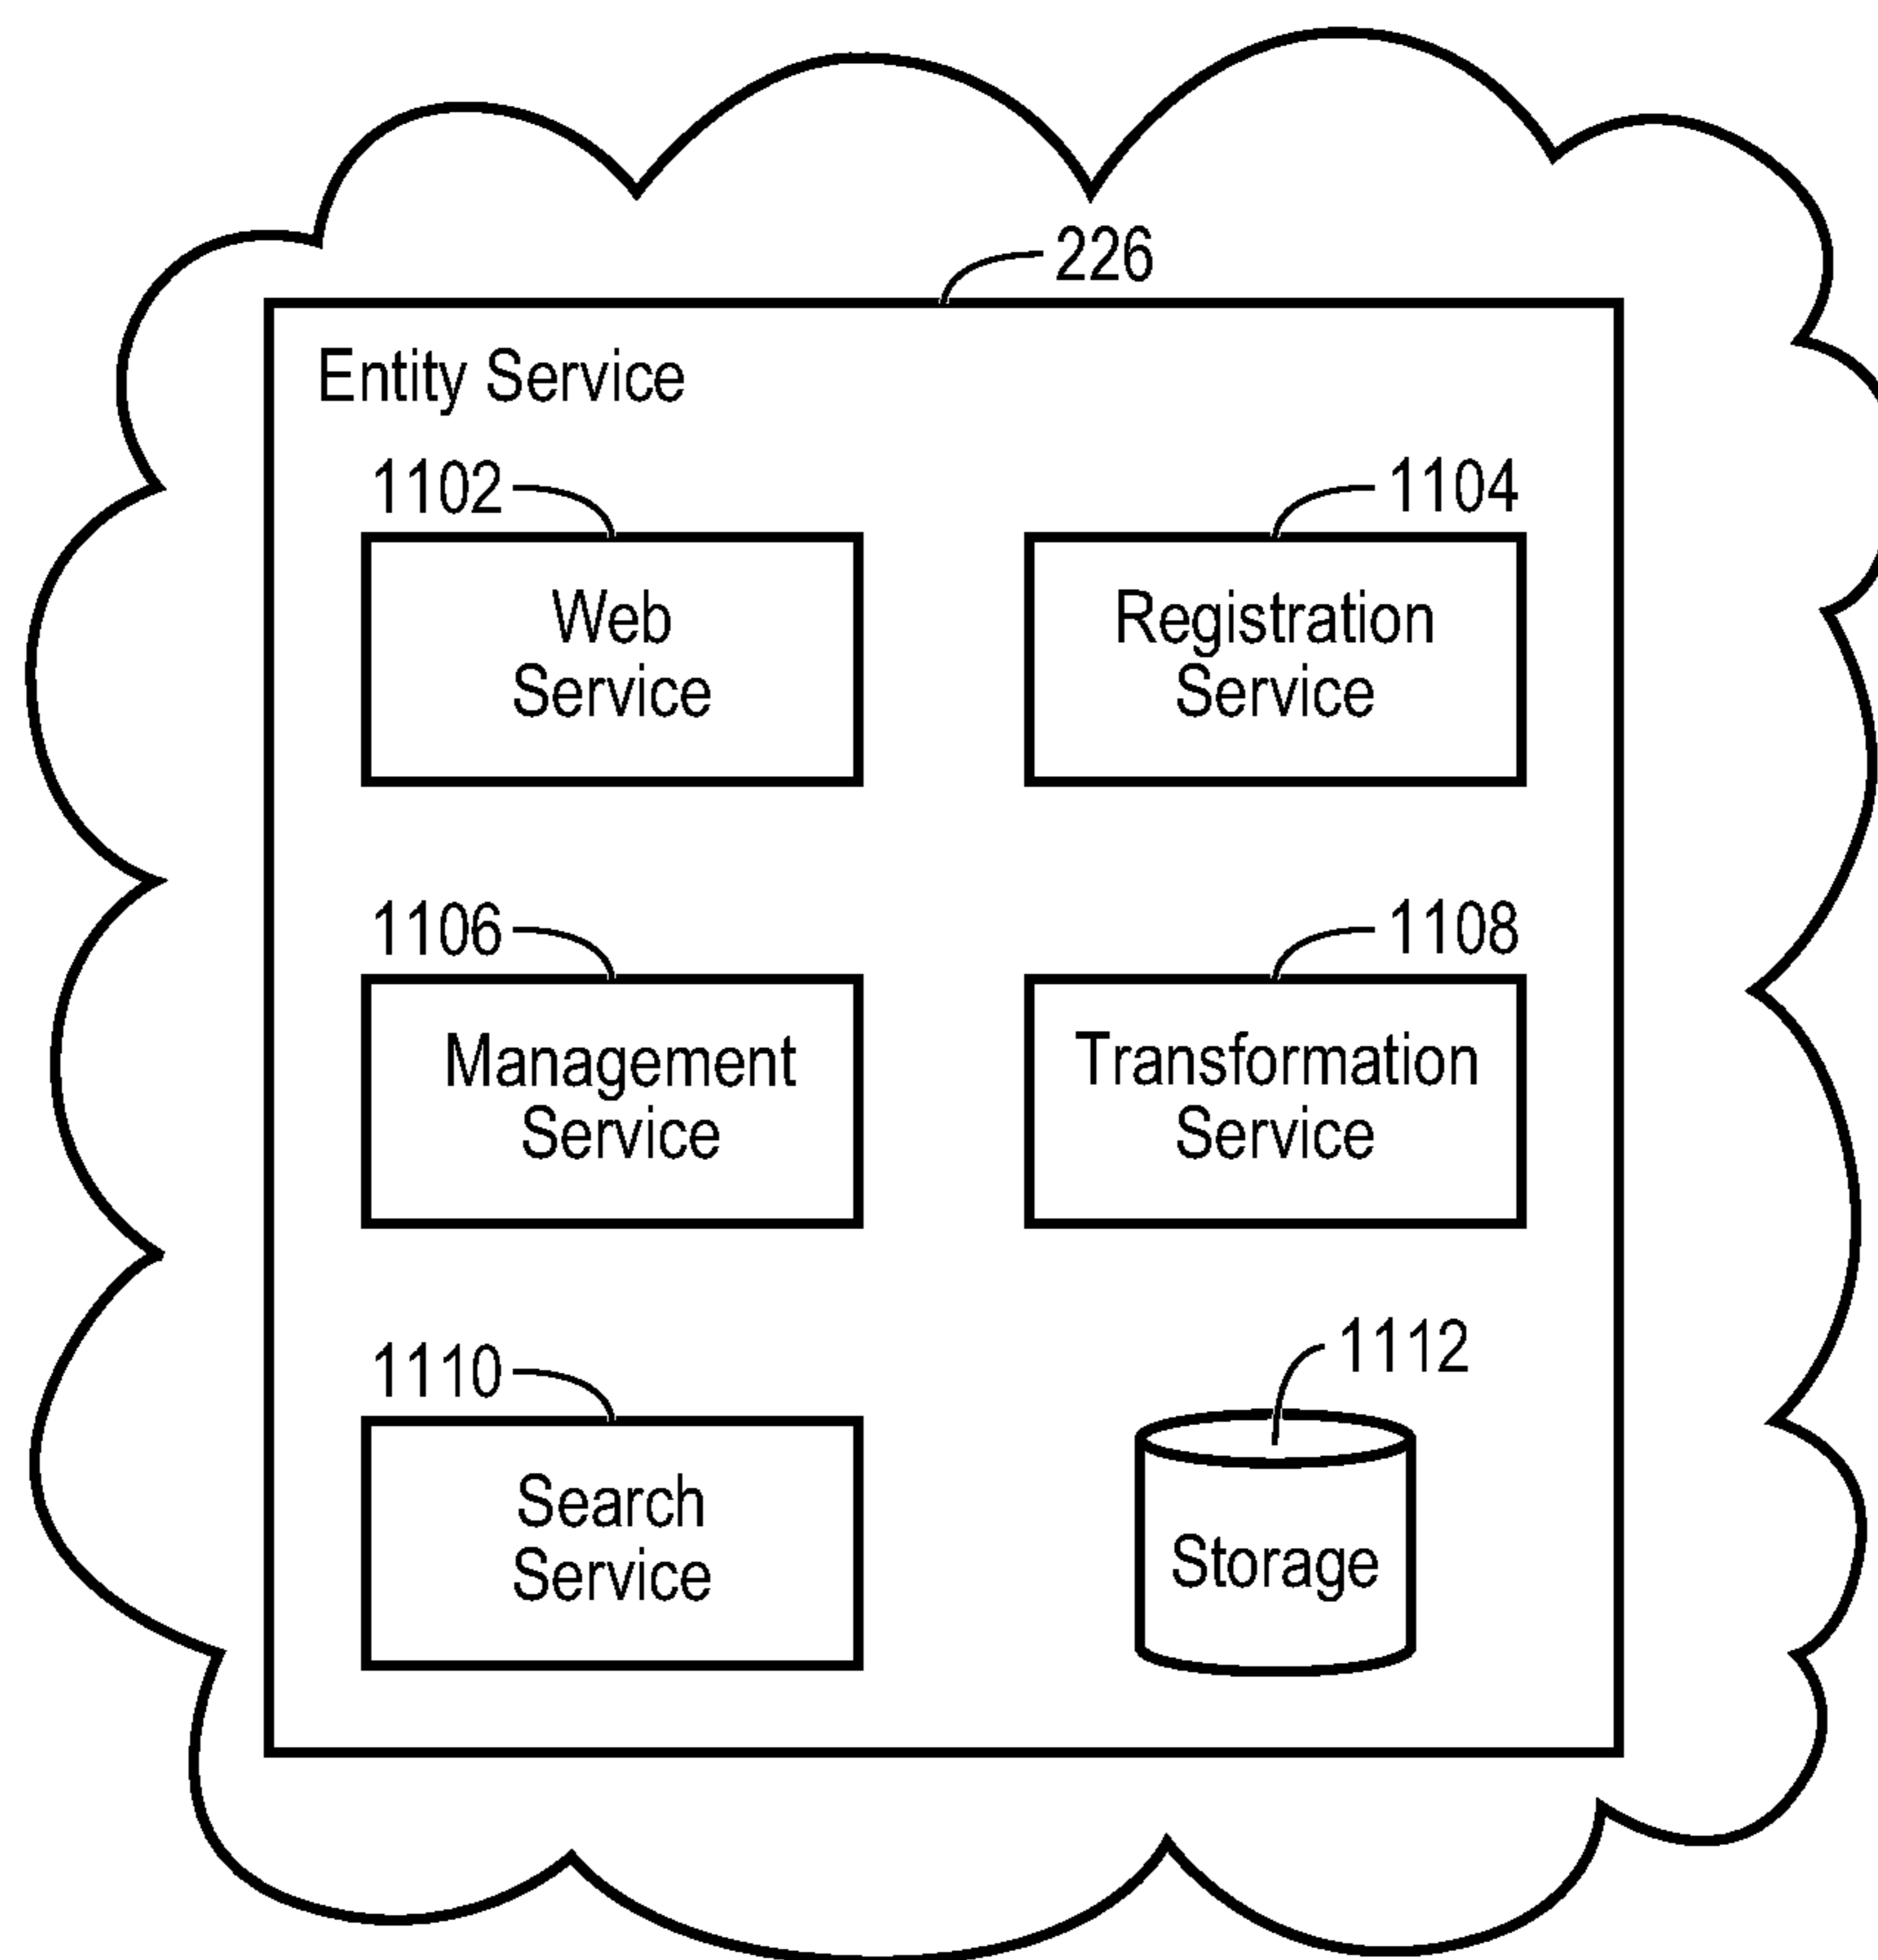 226
Entity Service
1102
1104
Web
Service
Registration
Service
1106
1108
Management
Service
Transformation
Service
1110
1112
Search
Service
Storage